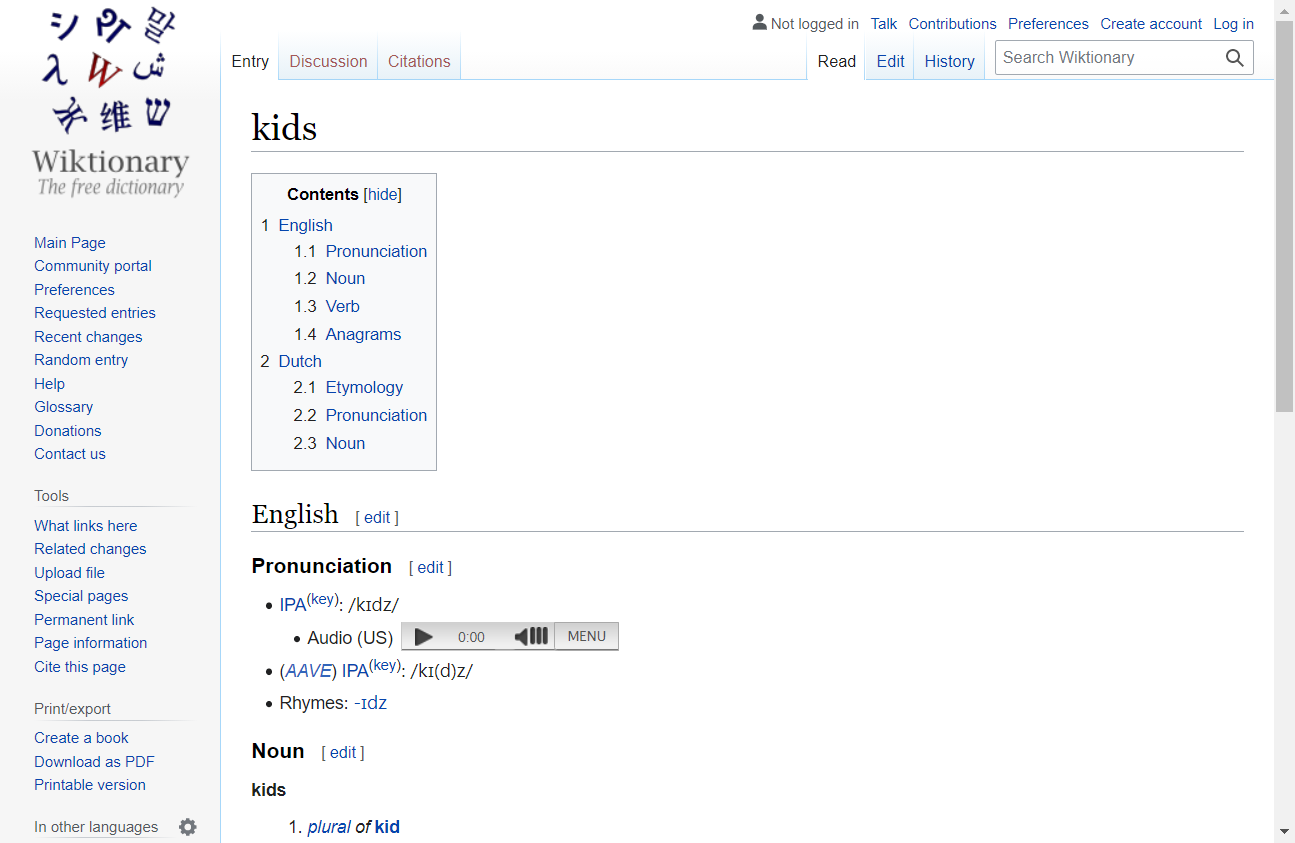 Not logged in Talk Contributions Preferences Create account Log in
Entry Discussion Citations Read Edit History Search Wiktionary
Wiktionary
The free dictionary
Main Page
Community portal
Preferences
Requested entries
Recent changes
Random entry
Help
Glossary
Donations
Contact us
Tools
What links here
Related changes
Upload file
Special pages
Permanent link
Page information
Cite this page
Print/export
Create a book
Download as PDF
Printable version
In other languages
kids
Contents [hide]
1 English
1.1 Pronunciation
1.2 Noun
1.3 Verb
1.4 Anagrams
2 Dutch
2.1 Etymology
2.2 Pronunciation
2.3 Noun
English [ edit ]
Pronunciation [ edit ]
• IPA(key): /kɪdz/
• Audio (US) 0:00 MENU
• (AAVE) IPA(key): /kɪ(d)z/
• Rhymes: -ɪdz
Noun [ edit ]
kids
1. plural of kid